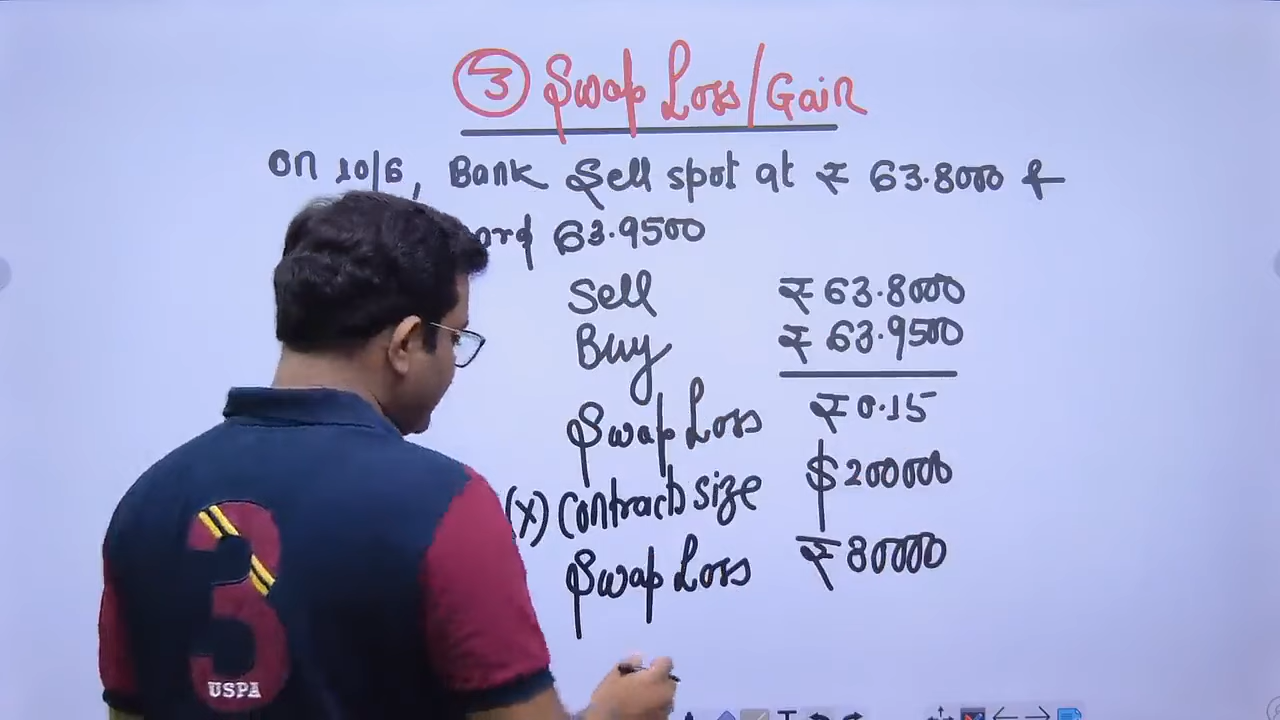 ③ Swap Loss/Gain
on 10/6, Bank Sell spot at ₹ 63.8000 &
63.9500
Sell ₹ 63.8000
Buy ₹ 63.9500
Swap Loss ₹ 0.15
(x) Contract size $ 200000
Swap Loss ₹ 30000
3
USPA